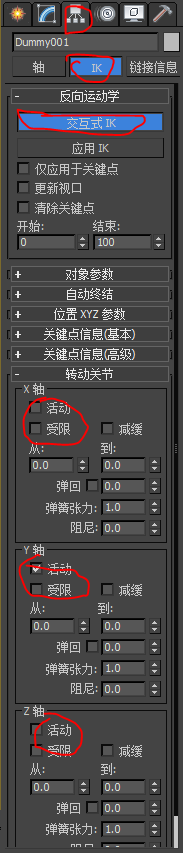 Dummy001
轴 IK 链接信息
- 反向运动学
交互式 IK
应用 IK
仅应用于关键点
更新视口
清除关键点
开始: 结束:
0 100
+ 对象参数
+ 自动终结
+ 位置 XYZ 参数
+ 关键点信息(基本)
+ 关键点信息(高级)
- 转动关节
X 轴
活动
受限 减缓
从: 到:
0.0 0.0
弹回 0.0
弹簧张力: 1.0
阻尼: 0.0
Y 轴
活动
受限 减缓
从: 到:
0.0 0.0
弹回 0.0
弹簧张力: 1.0
阻尼: 0.0
Z 轴
活动
受限 减缓
从: 到:
0.0 0.0
弹回 0.0
弹簧张力: 1.0
阻尼: 0.0